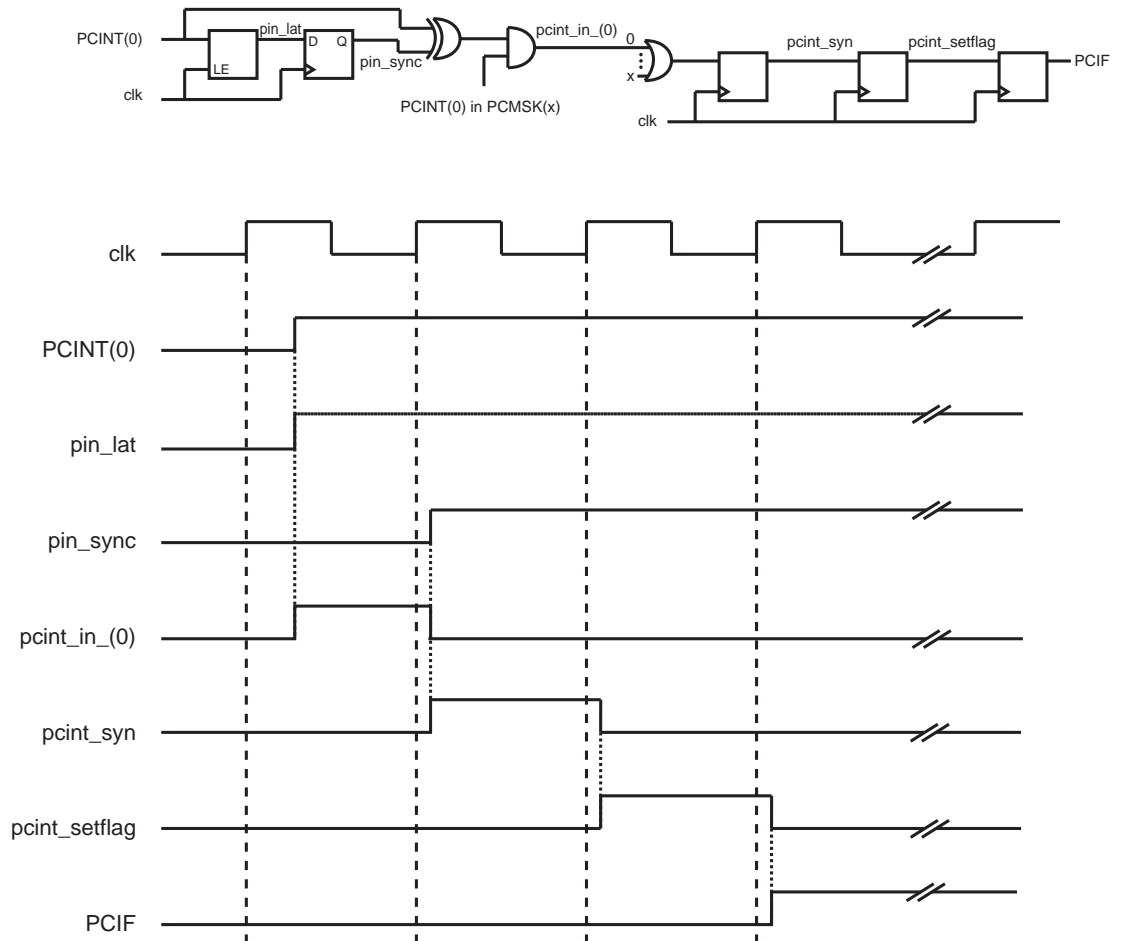 PCINT(0)
LE
pin_lat
D Q
pin_sync
clk
PCINT(0) in PCMSK(x)
pcint_in_(0)
0
x
clk
pcint_syn
pcint_setflag
PCIF
clk
PCINT(0)
pin_lat
pin_sync
pcint_in_(0)
pcint_syn
pcint_setflag
PCIF